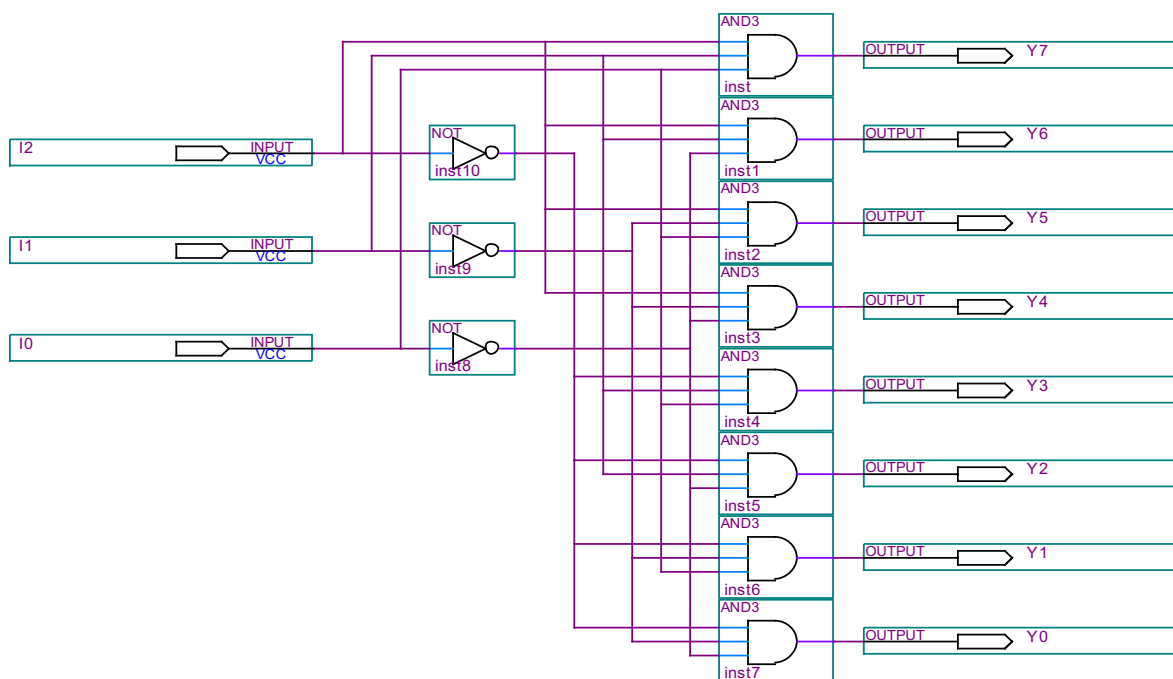 AND3
OUTPUT
Y7
inst
AND3
OUTPUT
Y6
inst1
I2
INPUT
VCC
NOT
inst10
AND3
OUTPUT
Y5
inst2
I1
INPUT
VCC
NOT
inst9
AND3
OUTPUT
Y4
inst3
I0
INPUT
VCC
NOT
inst8
AND3
OUTPUT
Y3
inst4
AND3
OUTPUT
Y2
inst5
AND3
OUTPUT
Y1
inst6
AND3
OUTPUT
Y0
inst7